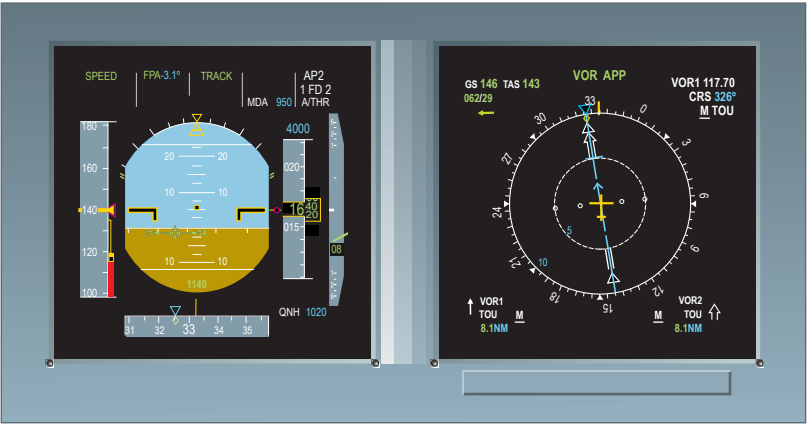 SPEED FPA-3.1° TRACK AP2
1 FD 2
MDA 950 A/THR
4000
180
160
140
120
100
20 20
10 10
10 10
1140
020
16 40
20
015
08
QNH 1020
31 32 33 34 35
GS 146 TAS 143
062/29
VOR APP
VOR1 117.70
CRS 326°
M TOU
33
0
3
6
9
12
15
18
21
24
27
30
5
10
VOR1
TOU M
8.1NM
VOR2
M TOU
8.1NM